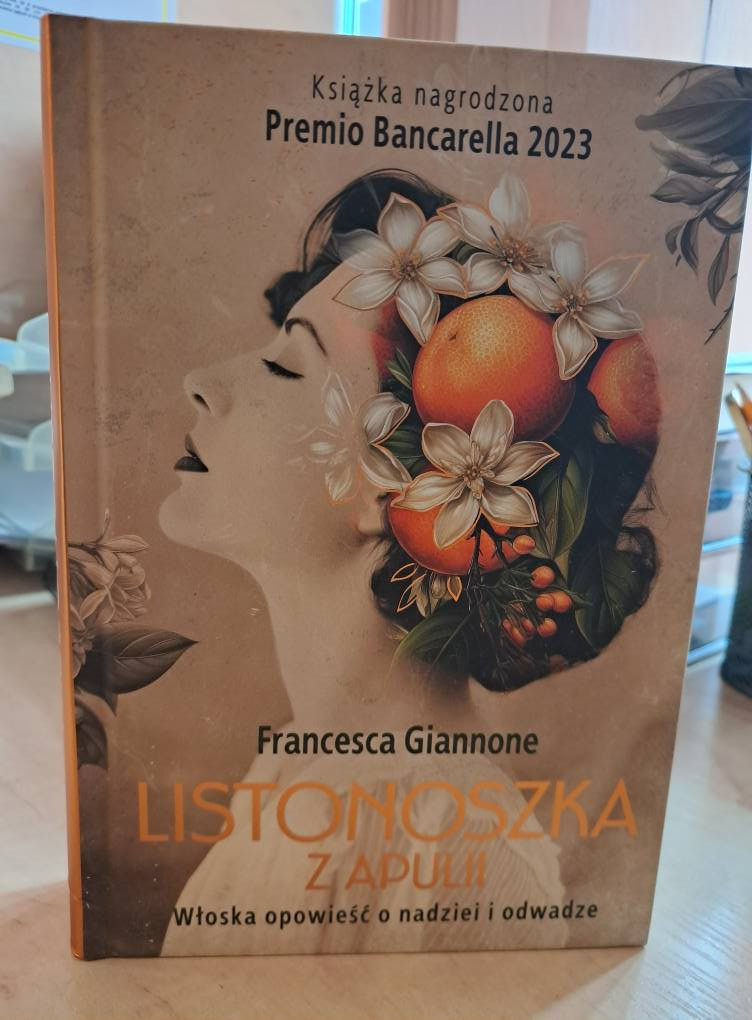 Książka nagrodzona
Premio Bancarella 2023
Francesca Giannone
LISTONOSZKA
Z APULII
Włoska opowieść o nadziei i odwadze